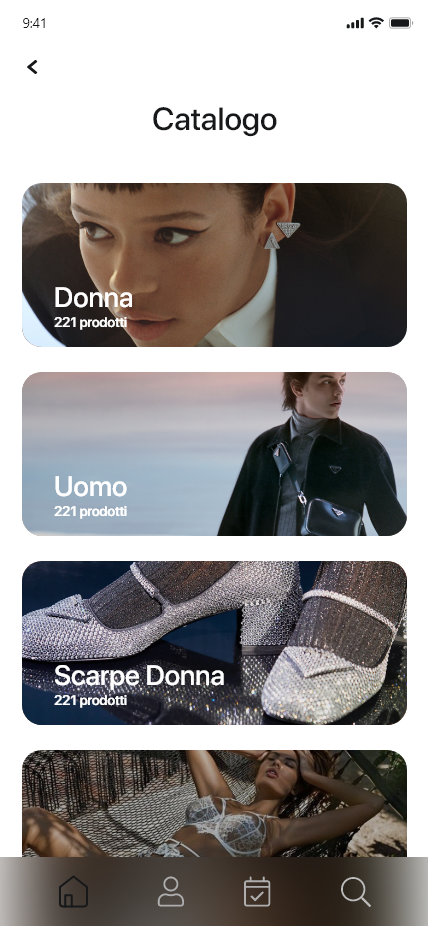 9:41
Catalogo
Donna
221 prodotti
Uomo
221 prodotti
Scarpe Donna
221 prodotti